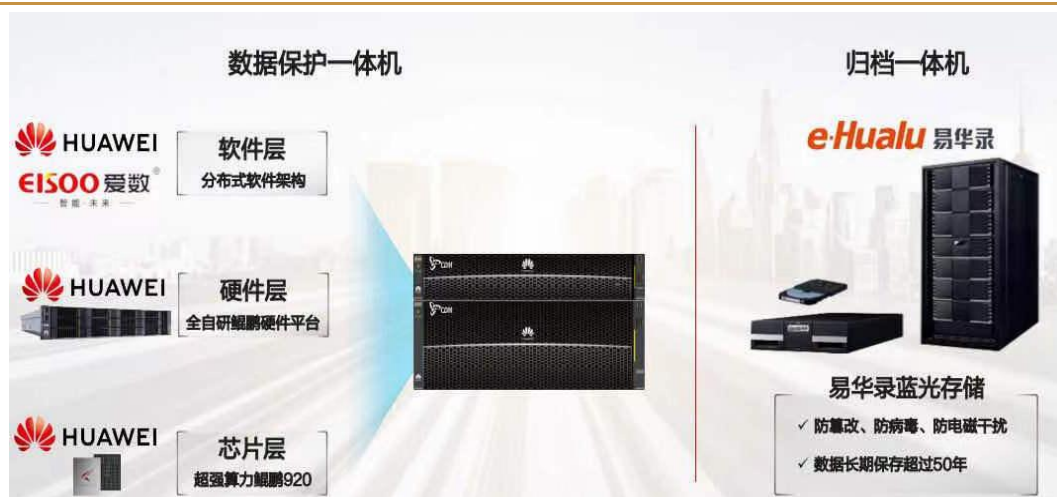 数据保护一体机
HUAWEI
EISOO 爱数®
智能·未来
软件层
分布式软件架构
HUAWEI
硬件层
全自研鲲鹏硬件平台
HUAWEI
芯片层
超强算力鲲鹏920
归档一体机
e·Hualu 易华录
易华录蓝光存储
✓ 防篡改、防病毒、防电磁干扰
✓ 数据长期保存超过50年